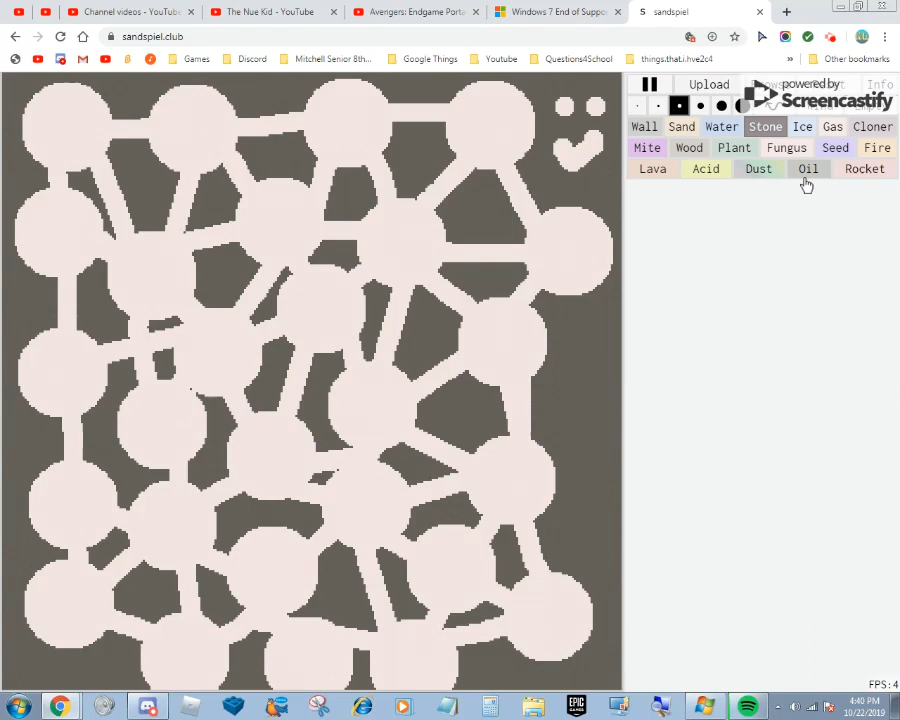 Channel videos - YouTube
The Nue Kid - YouTube
Avengers: Endgame Porta
Windows 7 End of Suppo
S sandspiel
sandspiel.club
Games
Discord
Mitchell Senior 8th...
Google Things
Youtube
Questions4School
things.that.i.hve2c4
»
Other bookmarks
Upload
Info
powered by
Screencastify
Wall Sand Water Stone Ice Gas Cloner
Mite Wood Plant Fungus Seed Fire
Lava Acid Dust Oil Rocket
FPS:4
EPIC
GAMES
4:40 PM
10/22/2019